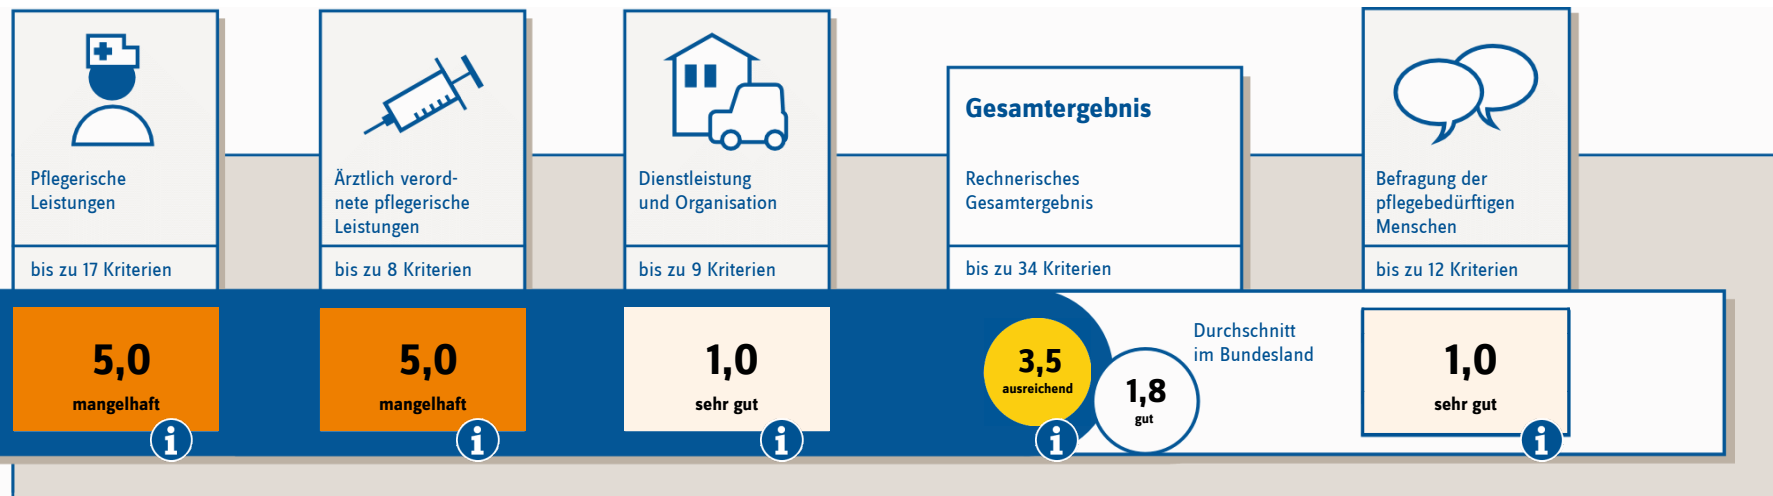 Pflegerische
Leistungen
bis zu 17 Kriterien
5,0
mangelhaft
i
Ärztlich verord-
nete pflegerische
Leistungen
bis zu 8 Kriterien
5,0
mangelhaft
i
Dienstleistung
und Organisation
bis zu 9 Kriterien
1,0
sehr gut
i
Gesamtergebnis
Rechnerisches
Gesamtergebnis
bis zu 34 Kriterien
3,5
ausreichend
i
1,8
gut
Durchschnitt
im Bundesland
Befragung der
pflegebedürftigen
Menschen
bis zu 12 Kriterien
1,0
sehr gut
i